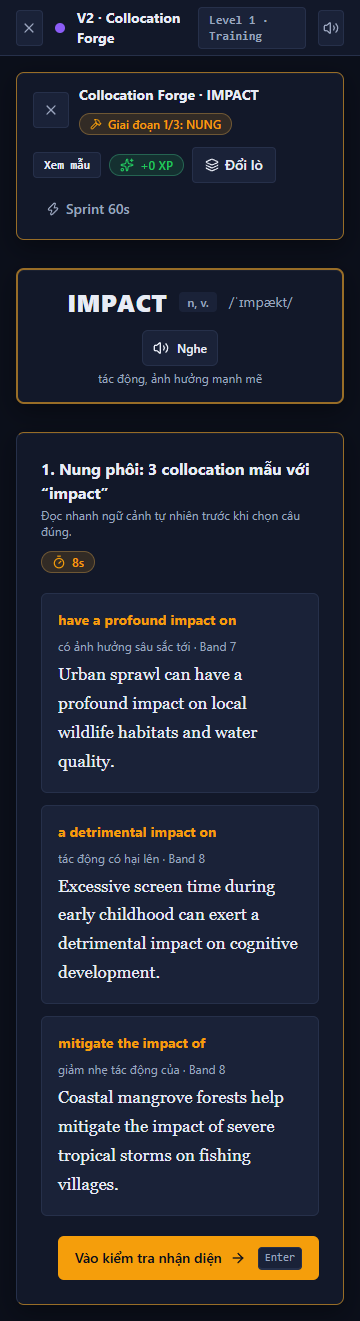 V2 · Collocation
Forge
Level 1 ·
Training
Collocation Forge · IMPACT
Giai đoạn 1/3: NUNG
Xem mẫu
+0 XP
Đổi lò
Sprint 60s
IMPACT n, v. /ˈɪmpækt/
Nghe
tác động, ảnh hưởng mạnh mẽ
1. Nung phôi: 3 collocation mẫu với
“impact”
Đọc nhanh ngữ cảnh tự nhiên trước khi chọn câu
đúng.
8s
have a profound impact on
có ảnh hưởng sâu sắc tới · Band 7
Urban sprawl can have a
profound impact on local
wildlife habitats and water
quality.
a detrimental impact on
tác động có hại lên · Band 8
Excessive screen time during
early childhood can exert a
detrimental impact on cognitive
development.
mitigate the impact of
giảm nhẹ tác động của · Band 8
Coastal mangrove forests help
mitigate the impact of severe
tropical storms on fishing
villages.
Vào kiểm tra nhận diện → Enter